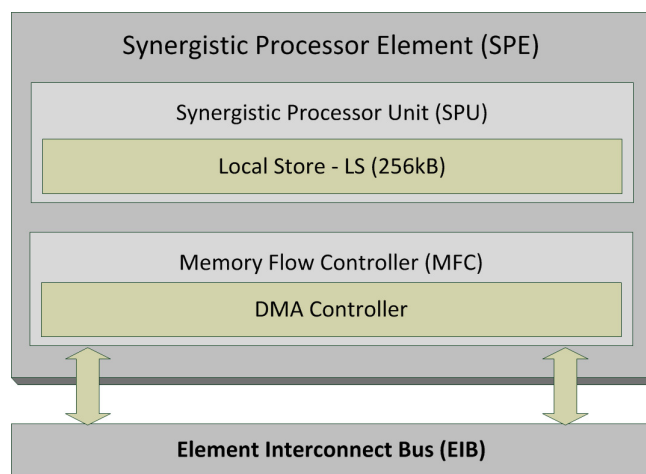 Synergistic Processor Element (SPE)
Synergistic Processor Unit (SPU)
Local Store - LS (256kB)
Memory Flow Controller (MFC)
DMA Controller
Element Interconnect Bus (EIB)